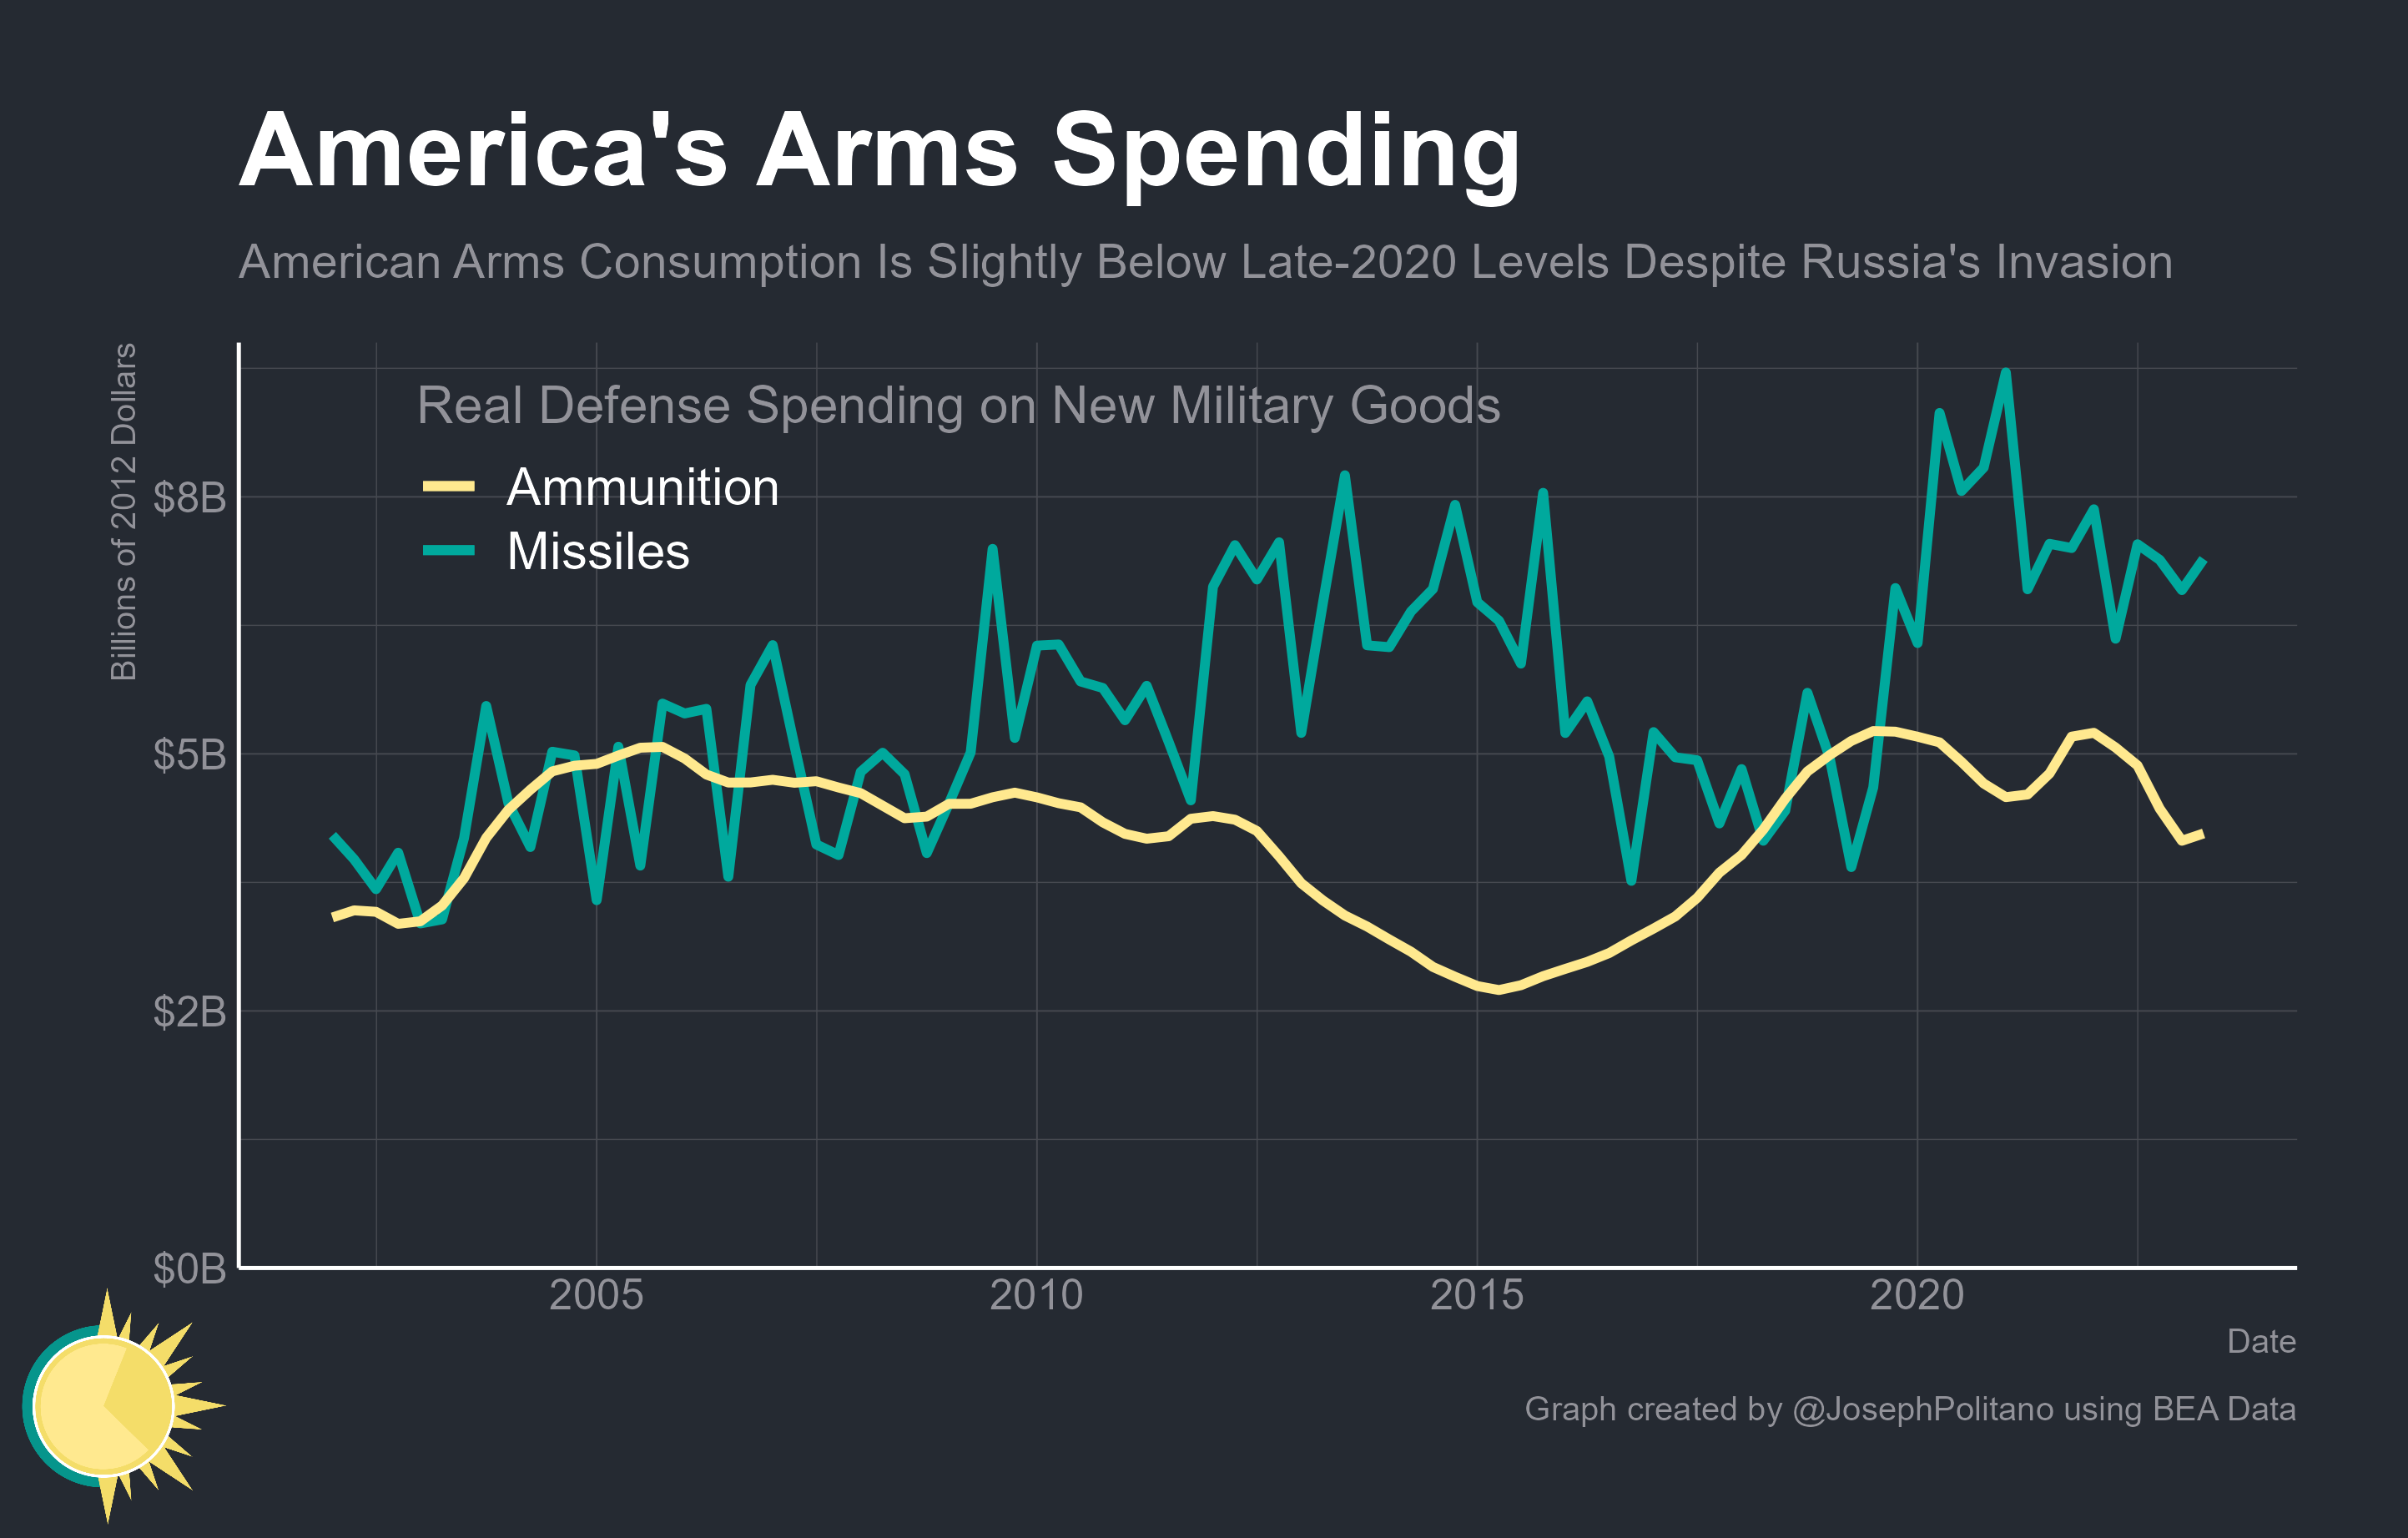 America's Arms Spending
American Arms Consumption Is Slightly Below Late-2020 Levels Despite Russia's Invasion
Billions of 2012 Dollars
Real Defense Spending on New Military Goods
Ammunition
Missiles
$8B
$5B
$2B
$0B
2005
2010
2015
2020
Date
Graph created by @JosephPolitano using BEA Data